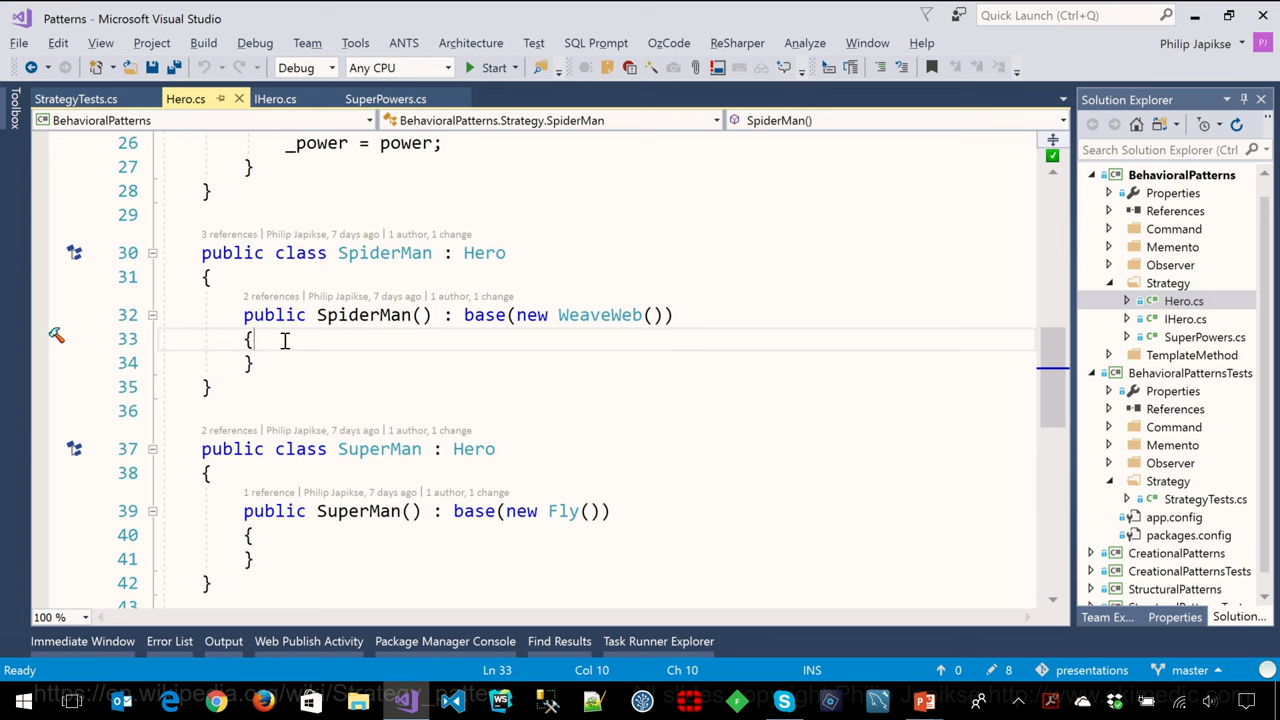 Patterns - Microsoft Visual Studio
Quick Launch (Ctrl+Q)
File Edit View Project Build Debug Team Tools ANTS Architecture Test SQL Prompt OzCode ReSharper Analyze Window Help Philip Japikse PJ
Debug Any CPU Start
Toolbox
StrategyTests.cs Hero.cs IHero.cs SuperPowers.cs
BehavioralPatterns BehavioralPatterns.Strategy.SpiderMan SpiderMan()
26 _power = power;
27 }
28 }
29
3 references | Philip Japikse, 7 days ago | 1 author, 1 change
30 public class SpiderMan : Hero
31 {
2 references | Philip Japikse, 7 days ago | 1 author, 1 change
32 public SpiderMan() : base(new WeaveWeb())
33 {
34 }
35 }
36
2 references | Philip Japikse, 7 days ago | 1 author, 1 change
37 public class SuperMan : Hero
38 {
1 reference | Philip Japikse, 7 days ago | 1 author, 1 change
39 public SuperMan() : base(new Fly())
40 {
41 }
42 }
43
100 %
Solution Explorer
Search Solution Explorer (Ctrl
C# BehavioralPatterns
Properties
References
Command
Memento
Observer
Strategy
C# Hero.cs
C# IHero.cs
C# SuperPowers.cs
TemplateMethod
C# BehavioralPatternsTests
Properties
References
Command
Memento
Observer
Strategy
C# StrategyTests.cs
app.config
packages.config
C# CreationalPatterns
C# CreationalPatternsTests
C# StructuralPatterns
Team Ex... Properties Solution...
Immediate Window Error List Output Web Publish Activity Package Manager Console Find Results Task Runner Explorer
Ready Ln 33 Col 10 Ch 10 INS 0 8 presentations master
https://en.wikipedia.org/wiki/Strategy_patte